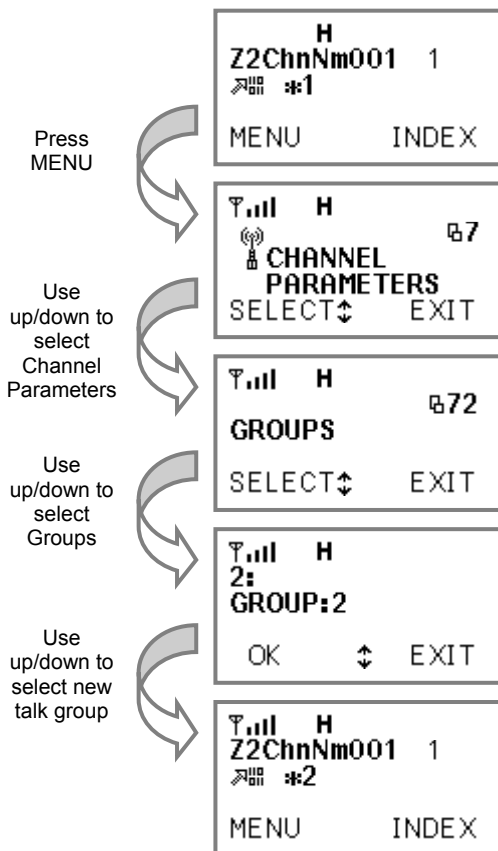 H
Z2ChnNm001 1
*1
MENU INDEX
Press
MENU
H
7
CHANNEL
PARAMETERS
SELECT EXIT
Use
up/down to
select
Channel
Parameters
H
72
GROUPS
SELECT EXIT
Use
up/down to
select
Groups
H
2:
GROUP:2
OK EXIT
Use
up/down to
select new
talk group
H
Z2ChnNm001 1
*2
MENU INDEX